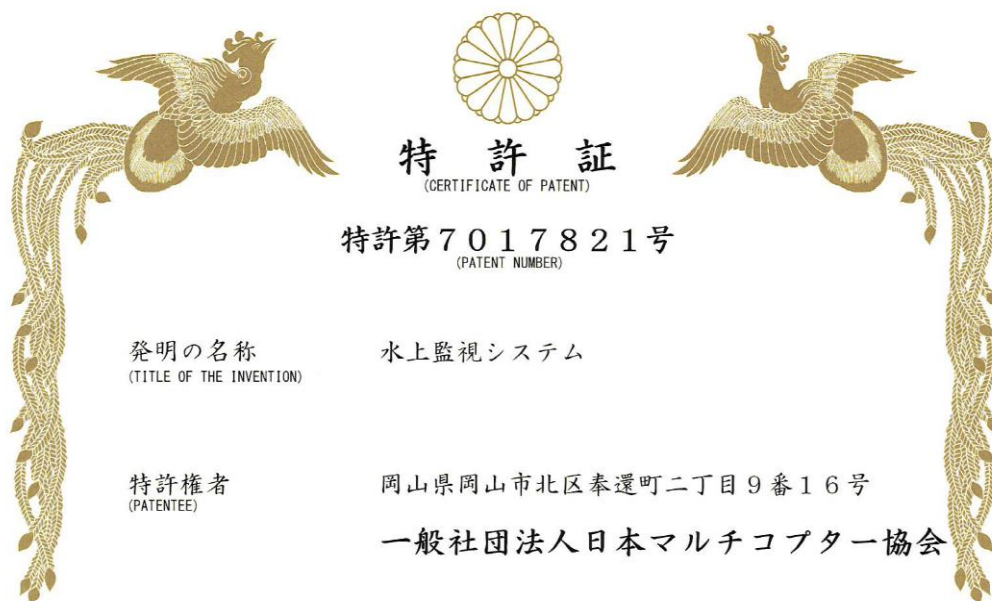 特許証
(CERTIFICATE OF PATENT)
特許第7017821号
(PATENT NUMBER)
発明の名称 水上監視システム
(TITLE OF THE INVENTION)
特許権者 岡山県岡山市北区奉還町二丁目9番16号
(PATENTEE)
一般社団法人日本マルチコプター協会